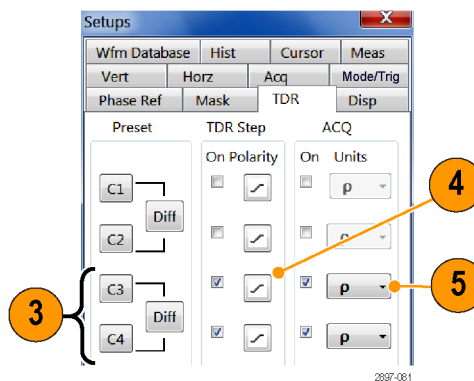 Setups
X
Wfm Database Hist Cursor Meas
Vert Horz Acq Mode/Trig
Phase Ref Mask TDR Disp
Preset TDR Step ACQ
On Polarity On Units
C1 ρ
Diff
C2 ρ
4
C3 ρ
5
3
Diff
C4 ρ
2897-081